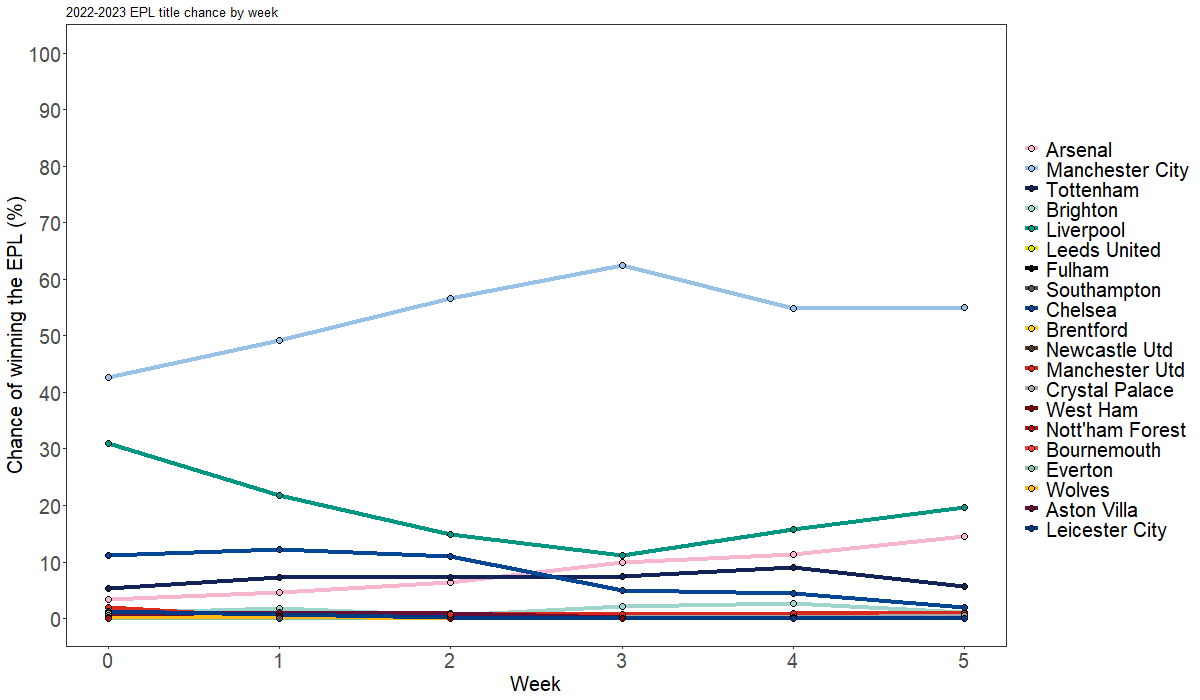 2022-2023 EPL title chance by week
Chance of winning the EPL (%)
100
90
80
70
60
50
40
30
20
10
0
0 1 2 3 4 5
Week
Arsenal
Manchester City
Tottenham
Brighton
Liverpool
Leeds United
Fulham
Southampton
Chelsea
Brentford
Newcastle Utd
Manchester Utd
Crystal Palace
West Ham
Nott'ham Forest
Bournemouth
Everton
Wolves
Aston Villa
Leicester City